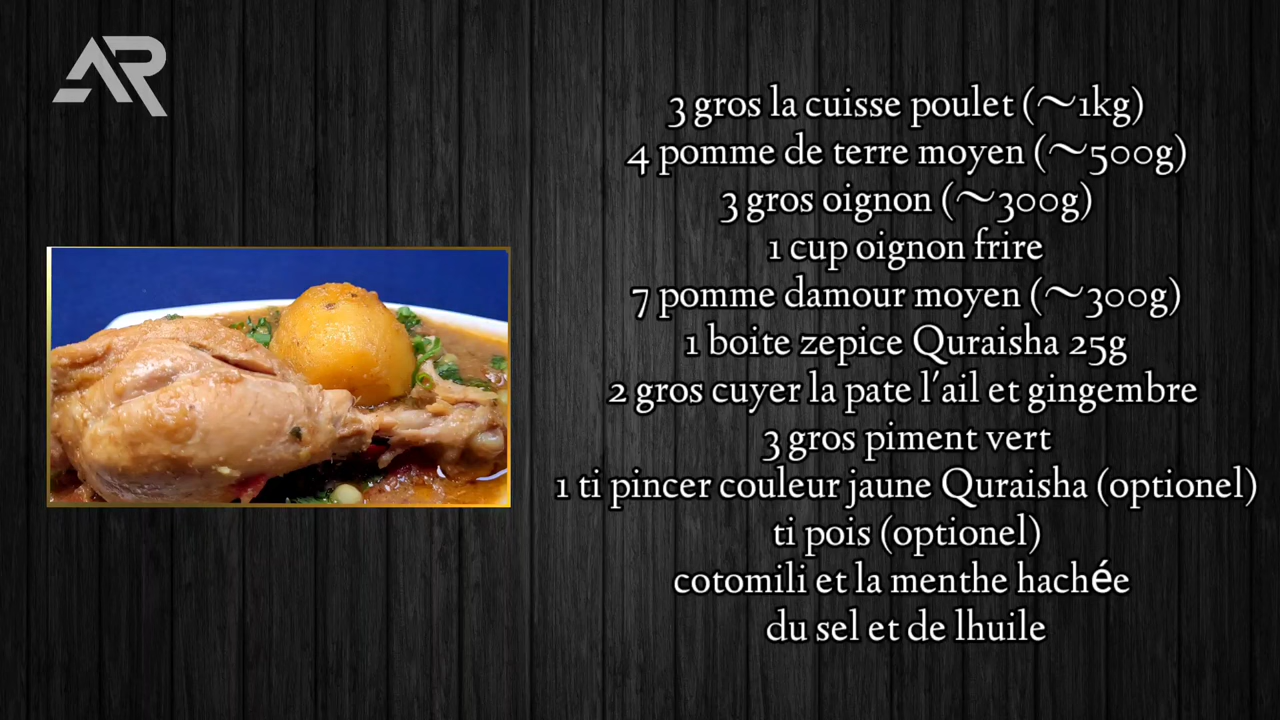 AR
3 gros la cuisse poulet (~1kg)
4 pomme de terre moyen (~500g)
3 gros oignon (~300g)
1 cup oignon frire
7 pomme damour moyen (~300g)
1 boite zepice Quraisha 25g
2 gros cuyer la pate l'ail et gingembre
3 gros piment vert
1 ti pincer couleur jaune Quraisha (optionel)
ti pois (optionel)
cotomili et la menthe hachée
du sel et de lhuile